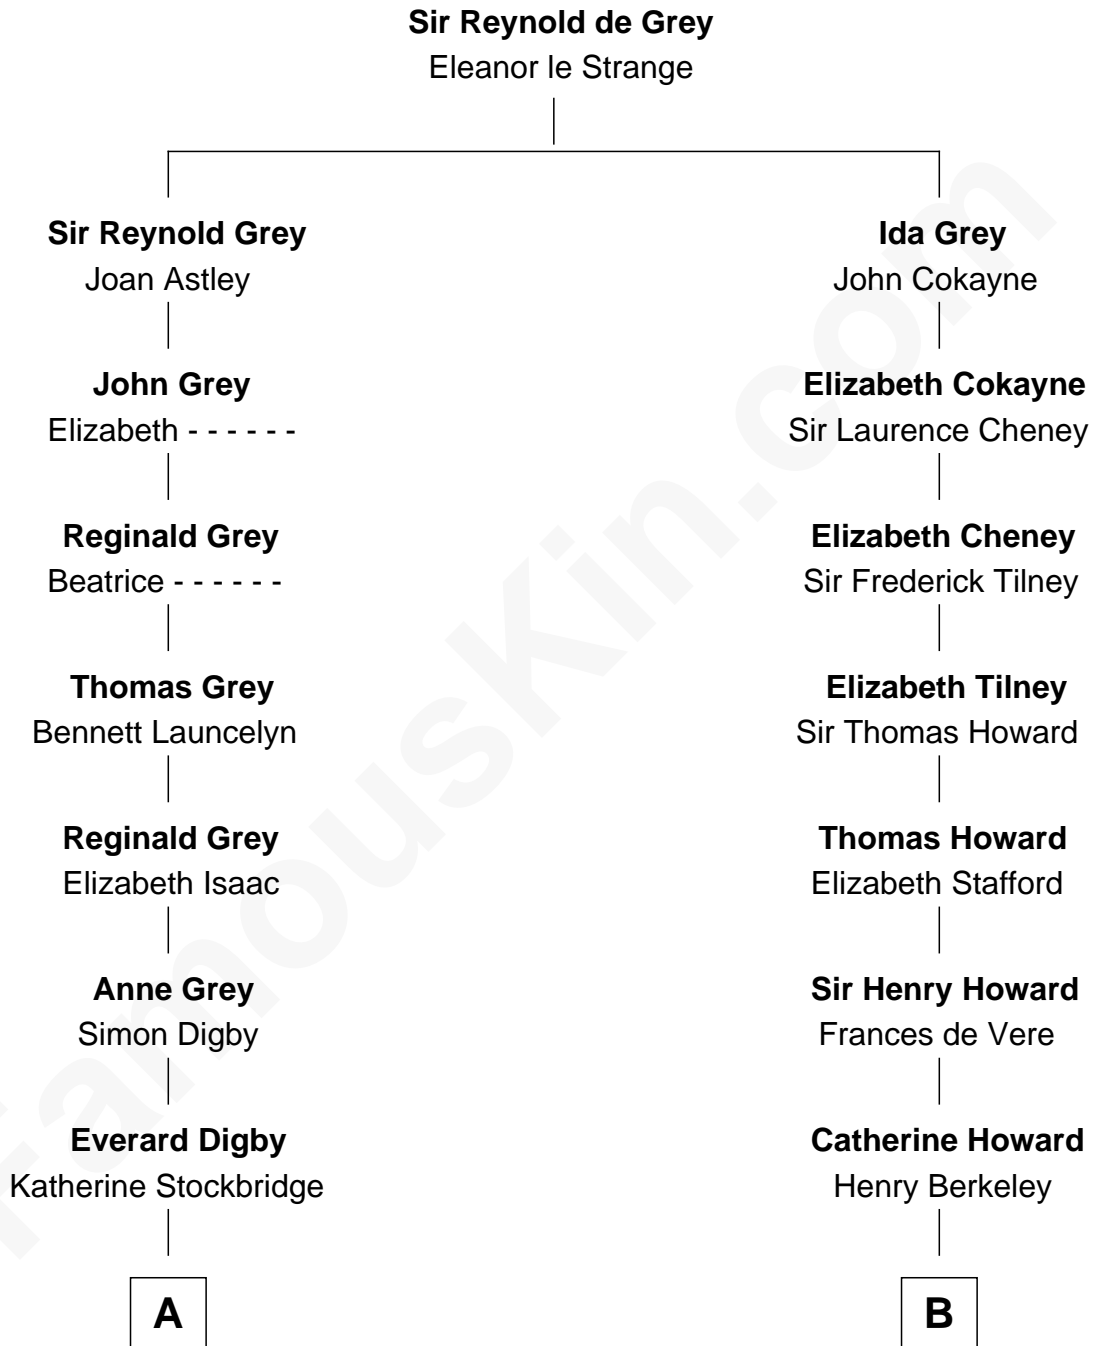 Sir Reynold de Grey
Eleanor le Strange
Sir Reynold Grey
Joan Astley
John Grey
Elizabeth - - - - - -
Reginald Grey
Beatrice - - - - - -
Thomas Grey
Bennett Launcelyn
Reginald Grey
Elizabeth Isaac
Anne Grey
Simon Digby
Everard Digby
Katherine Stockbridge
A
Ida Grey
John Cokayne
Elizabeth Cokayne
Sir Laurence Cheney
Elizabeth Cheney
Sir Frederick Tilney
Elizabeth Tilney
Sir Thomas Howard
Thomas Howard
Elizabeth Stafford
Sir Henry Howard
Frances de Vere
Catherine Howard
Henry Berkeley
B
FamousKin.com